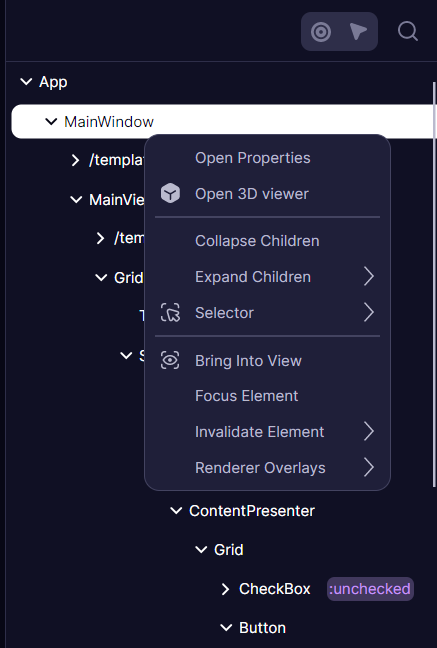 App
MainWindow
/templa
Open Properties
Open 3D viewer
MainVie
/tem
Collapse Children
Grid
Expand Children
Selector
Bring Into View
Focus Element
Invalidate Element
Renderer Overlays
ContentPresenter
Grid
CheckBox :unchecked
Button